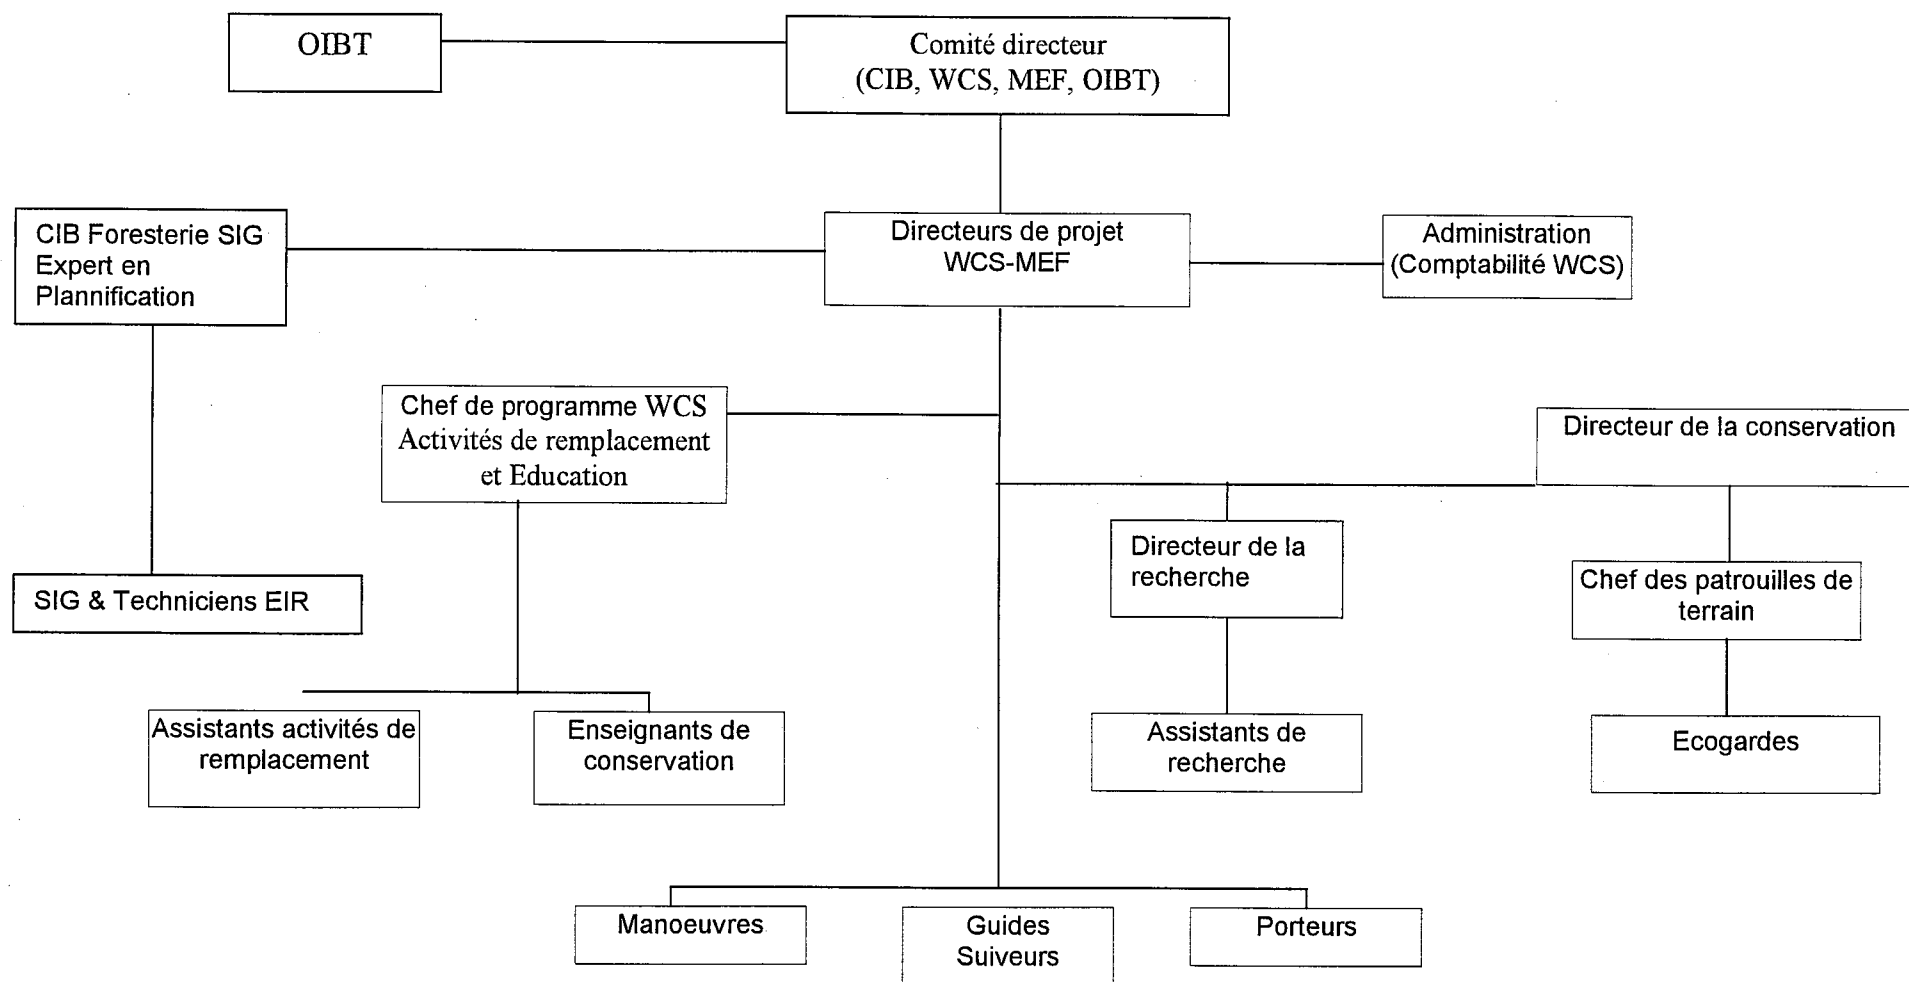 OIBT
Comité directeur
(CIB, WCS, MEF, OIBT)
CIB Foresterie SIG
Expert en
Plannification
Directeurs de projet
WCS-MEF
Administration
(Comptabilité WCS)
Chef de programme WCS
Activités de remplacement
et Education
Directeur de la conservation
Directeur de la
recherche
Chef des patrouilles de
terrain
SIG & Techniciens EIR
Assistants activités de
remplacement
Enseignants de
conservation
Assistants de
recherche
Ecogardes
Manoeuvres
Guides
Suiveurs
Porteurs